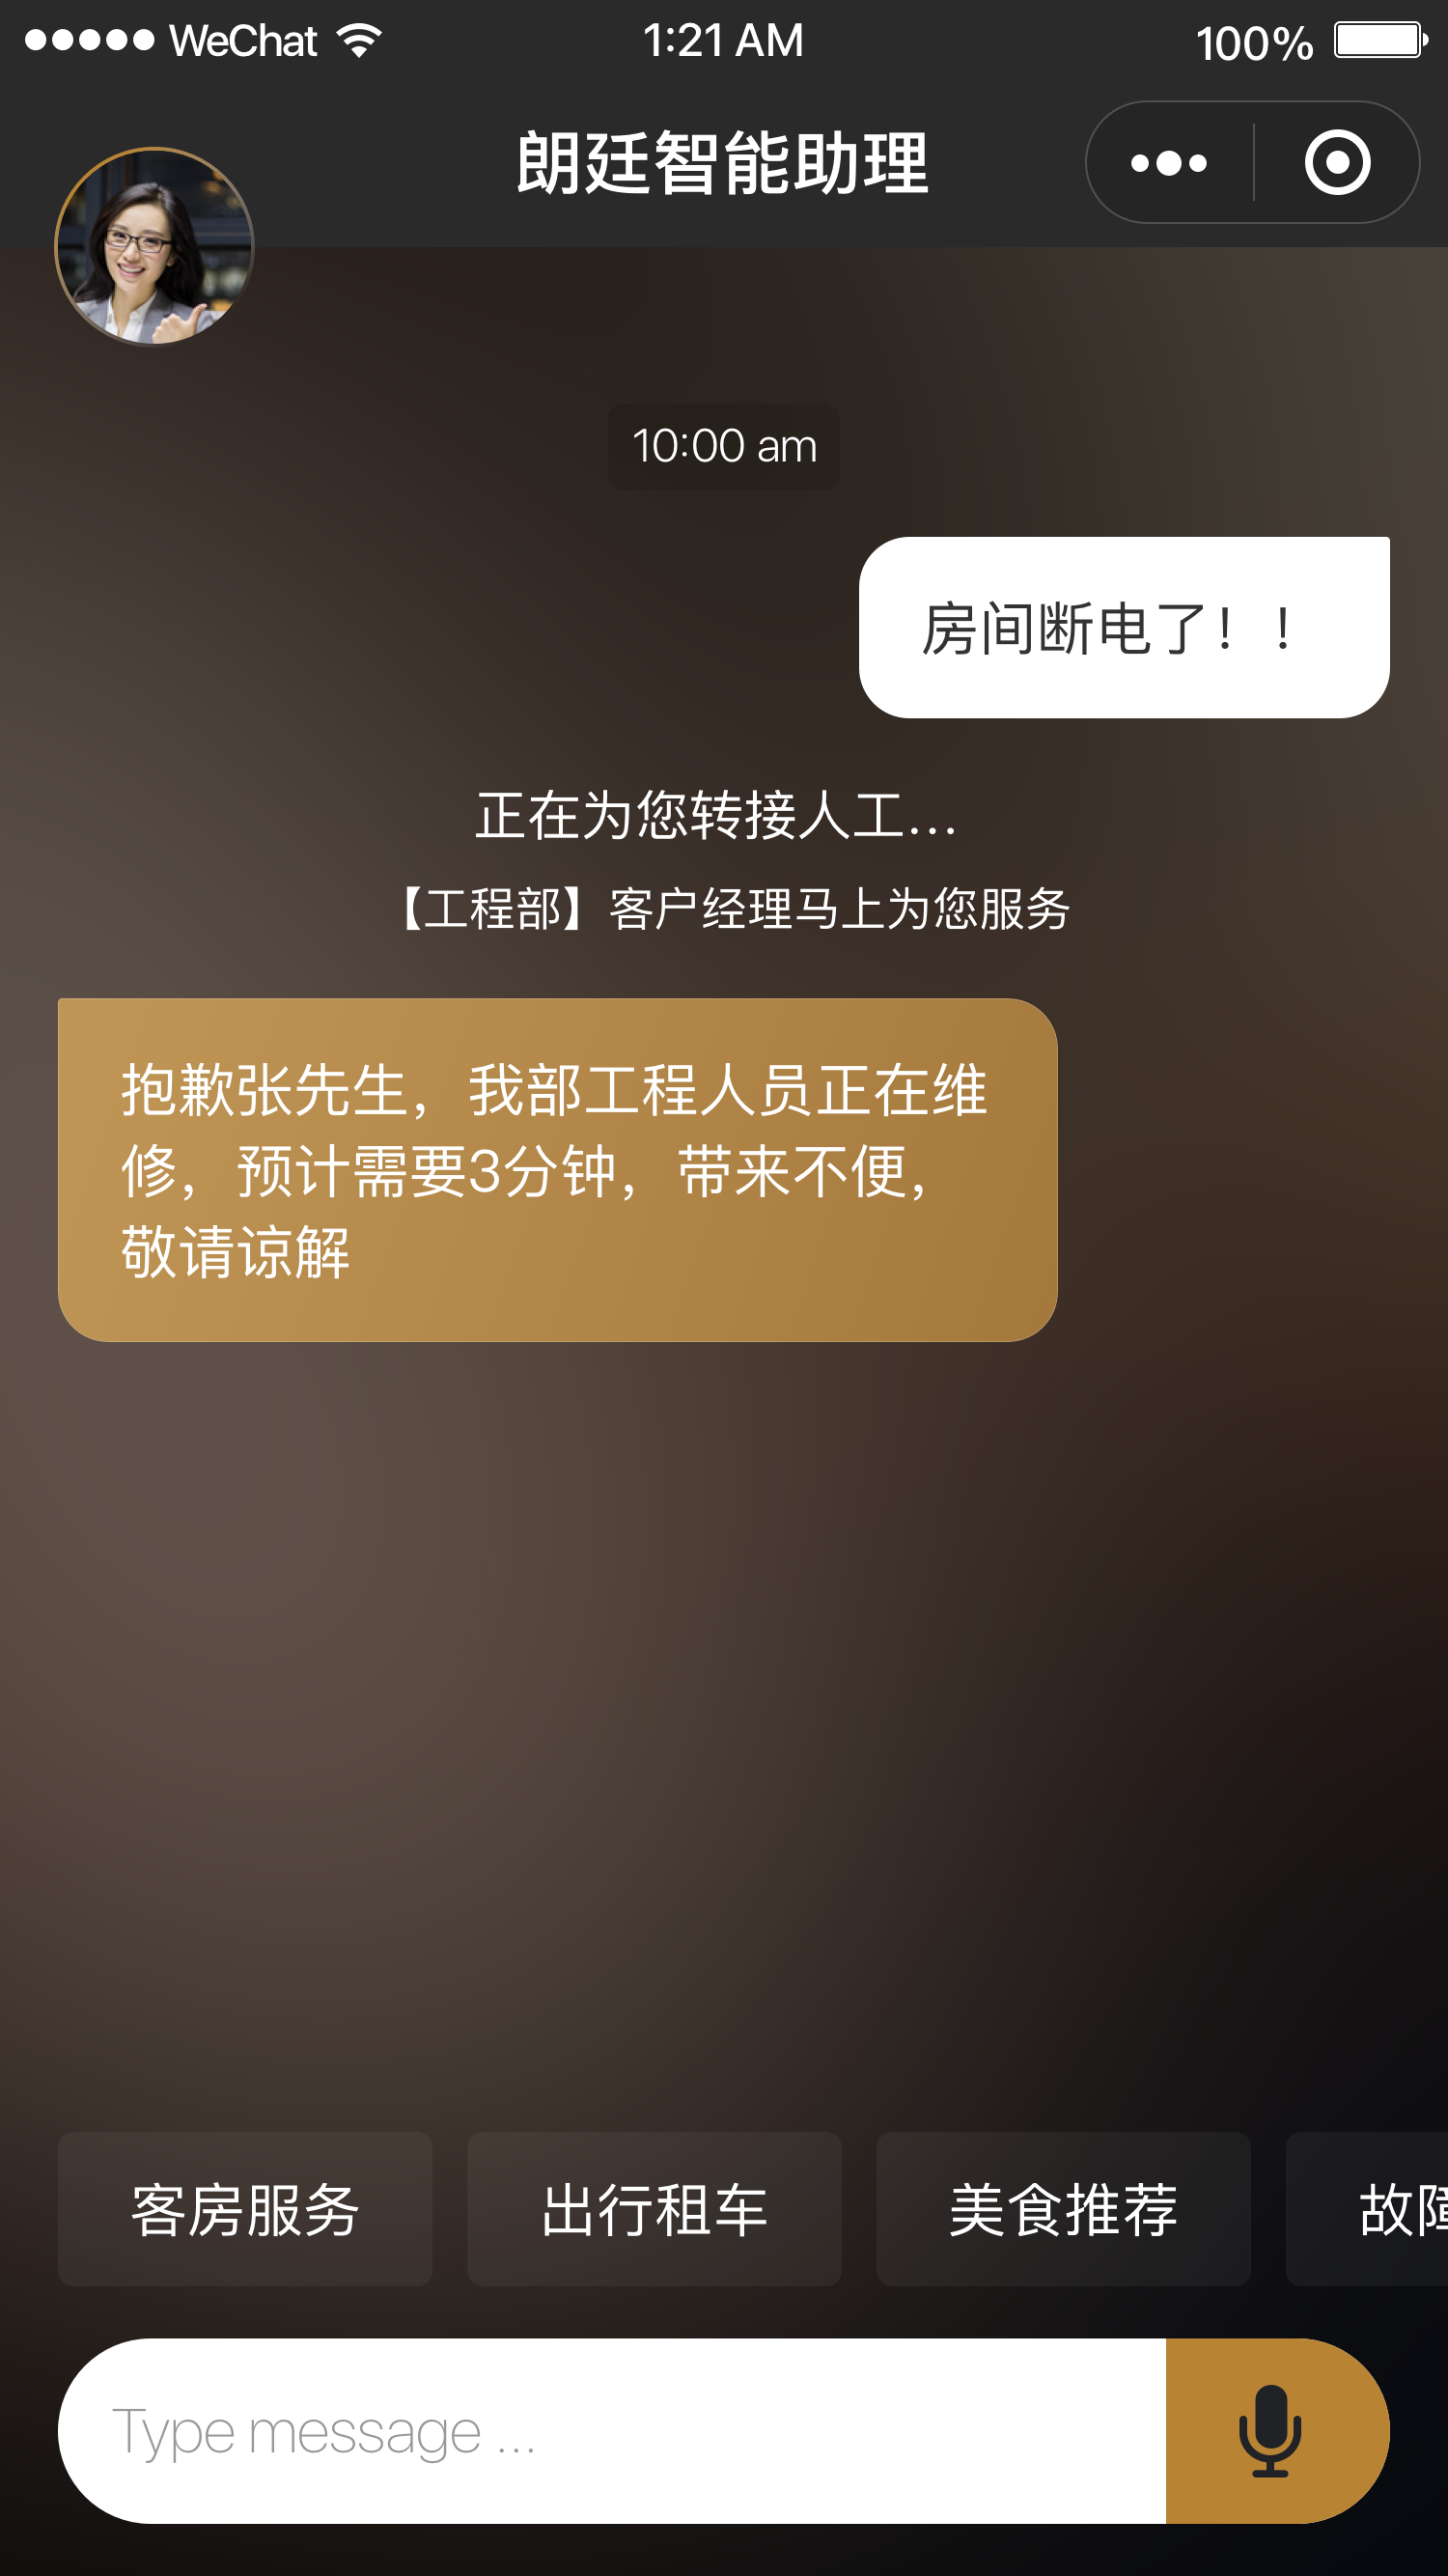 WeChat 1:21 AM 100%
朗廷智能助理
10:00 am
房间断电了！！
正在为您转接人工...
【工程部】客户经理马上为您服务
抱歉张先生，我部工程人员正在维
修，预计需要3分钟，带来不便，
敬请谅解
客房服务 出行租车 美食推荐 故障
Type message ...